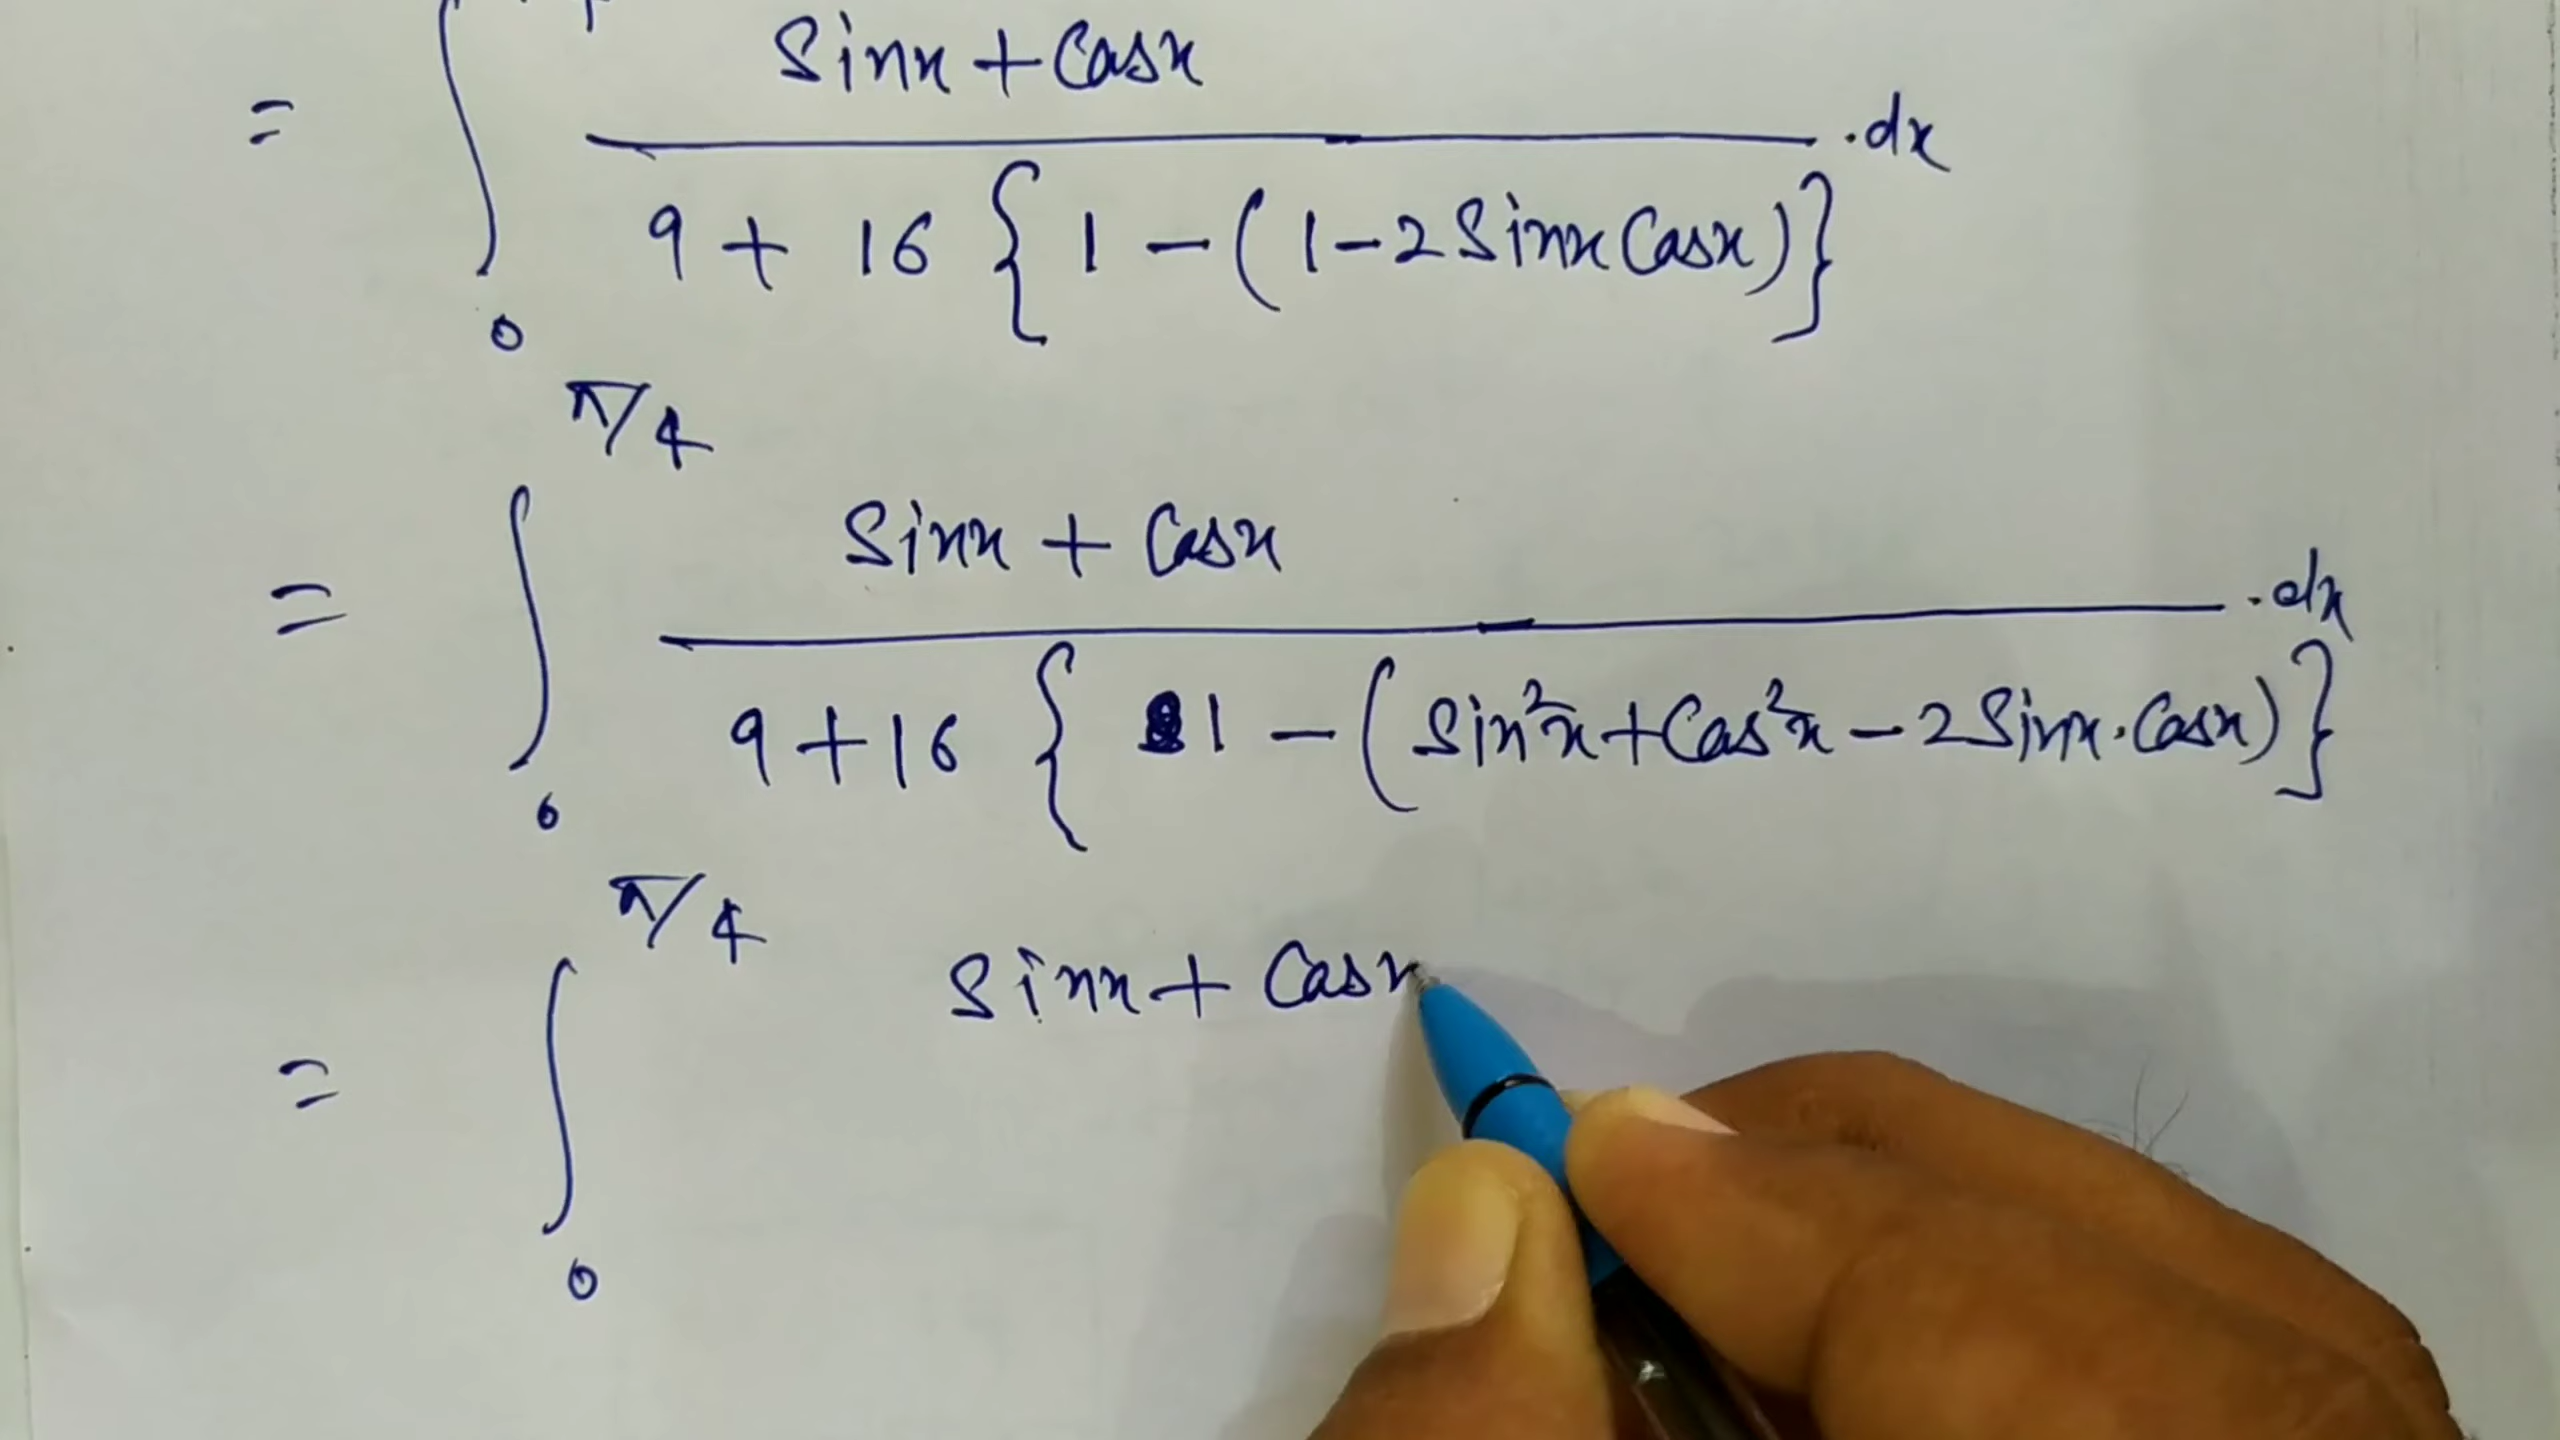 Sinx + Cosx
= ∫ ―――― .dx
9 + 16 { 1 - ( 1 - 2 Sinx Cosx ) }
0
π/4
Sinx + Cosx
= ∫ ―――― .dx
9 + 16 { 1 - ( Sin²x + Cos²x - 2 Sinx . Cosx ) }
0
π/4
Sinx + Cosx
= ∫
0